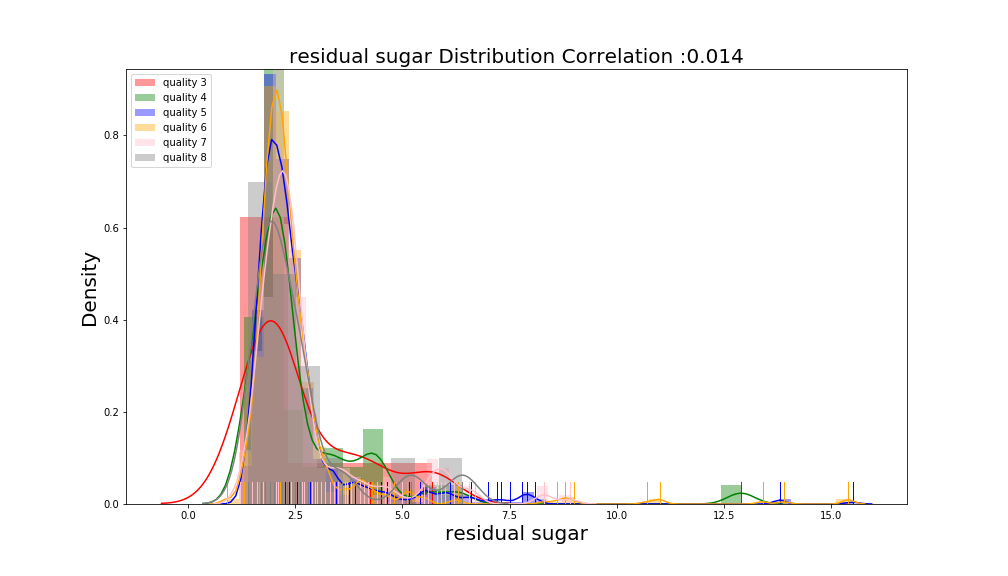 residual sugar Distribution Correlation :0.014
quality 3
quality 4
quality 5
quality 6
quality 7
quality 8
Density
0.8
0.6
0.4
0.2
0.0
0.0 2.5 5.0 7.5 10.0 12.5 15.0
residual sugar